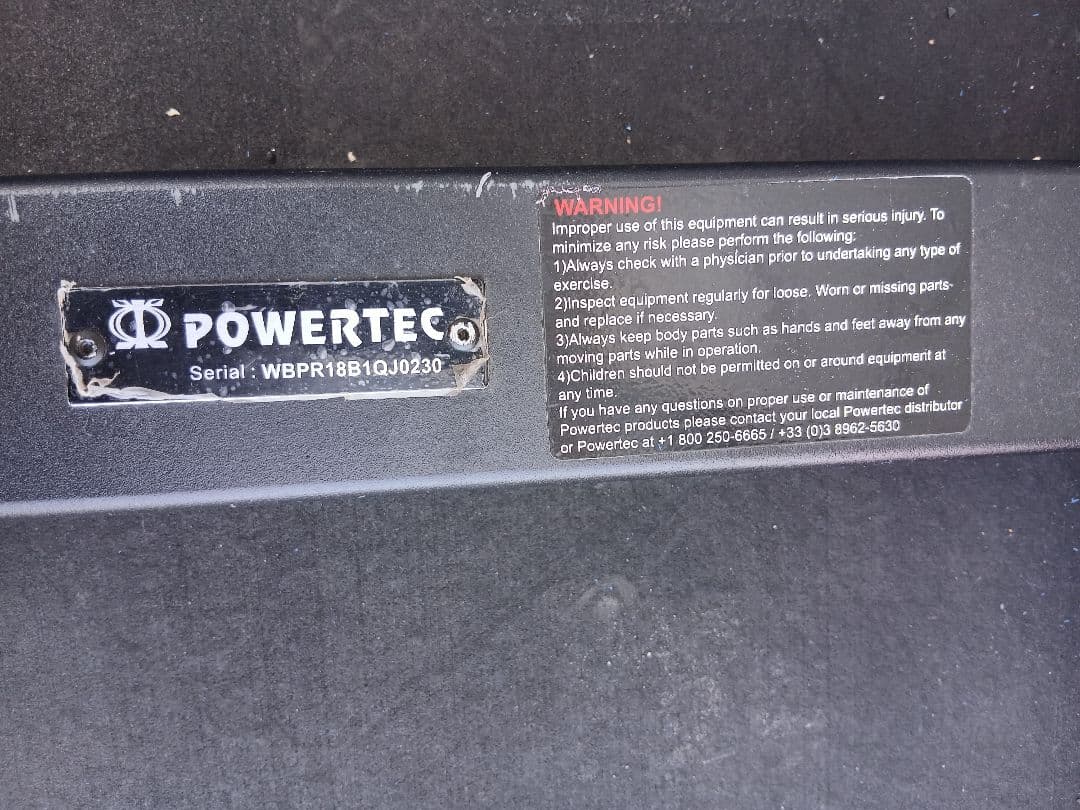 POWERTEC
Serial : WBPR18B1QJ0230
WARNING!
Improper use of this equipment can result in serious injury. To
minimize any risk please perform the following:
1)Always check with a physician prior to undertaking any type of
exercise.
2)Inspect equipment regularly for loose. Worn or missing parts-
and replace if necessary.
3)Always keep body parts such as hands and feet away from any
moving parts while in operation.
4)Children should not be permitted on or around equipment at
any time.
If you have any questions on proper use or maintenance of
Powertec products please contact your local Powertec distributor
or Powertec at +1 800 250-6665 / +33 (0)3 8962-5630